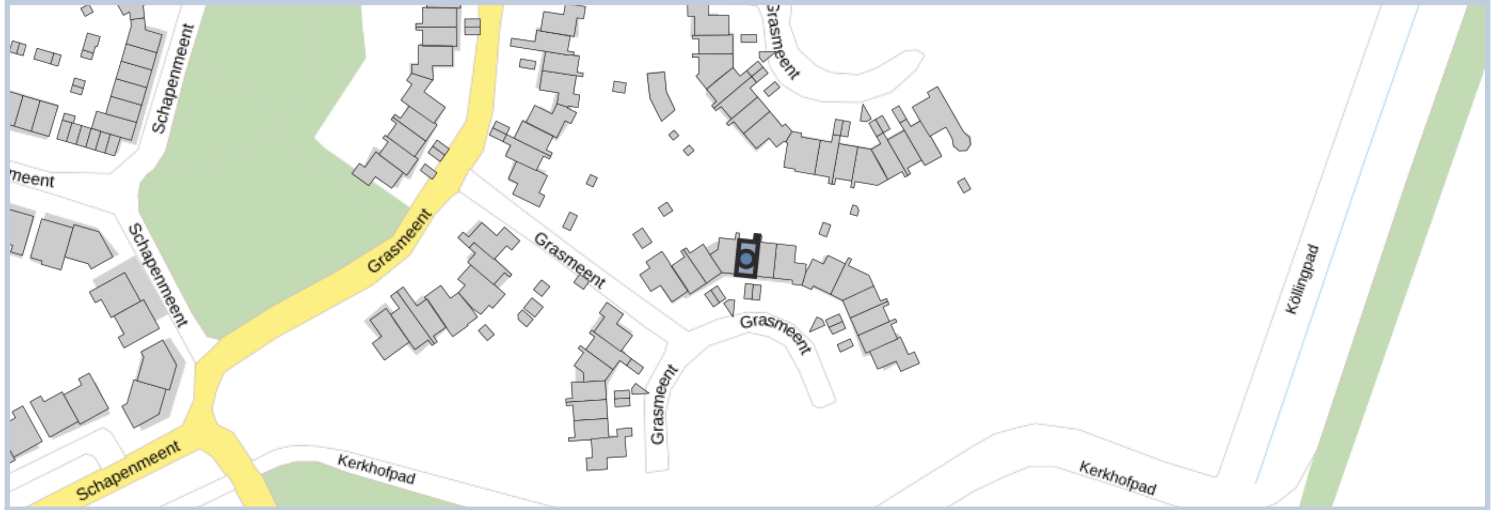 Schapenmeent
Grasmeent
meent
Schapenmeent
Grasmeent
Grasmeent
Köllingpad
Grasmeent
Grasmeent
Schapenmeent
Kerkhofpad
Kerkhofpad